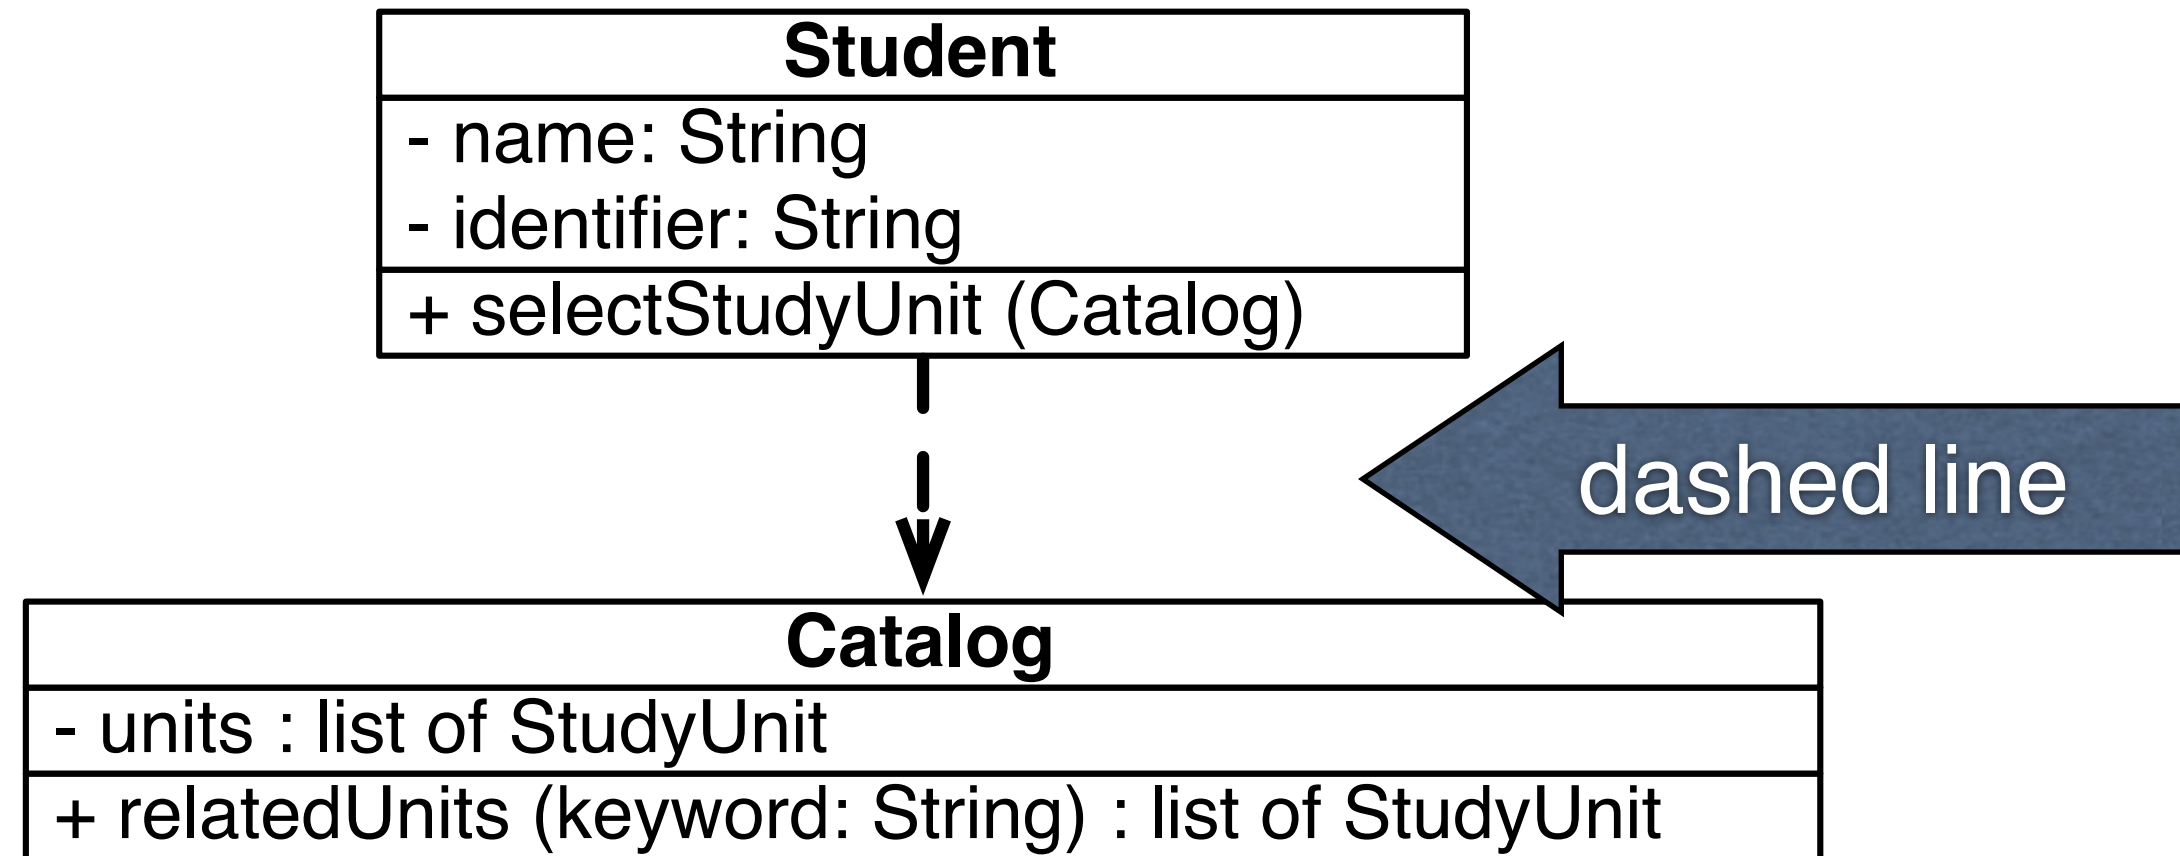 Student
- name: String
- identifier: String
+ selectStudyUnit (Catalog)
dashed line
Catalog
- units : list of StudyUnit
+ relatedUnits (keyword: String) : list of StudyUnit